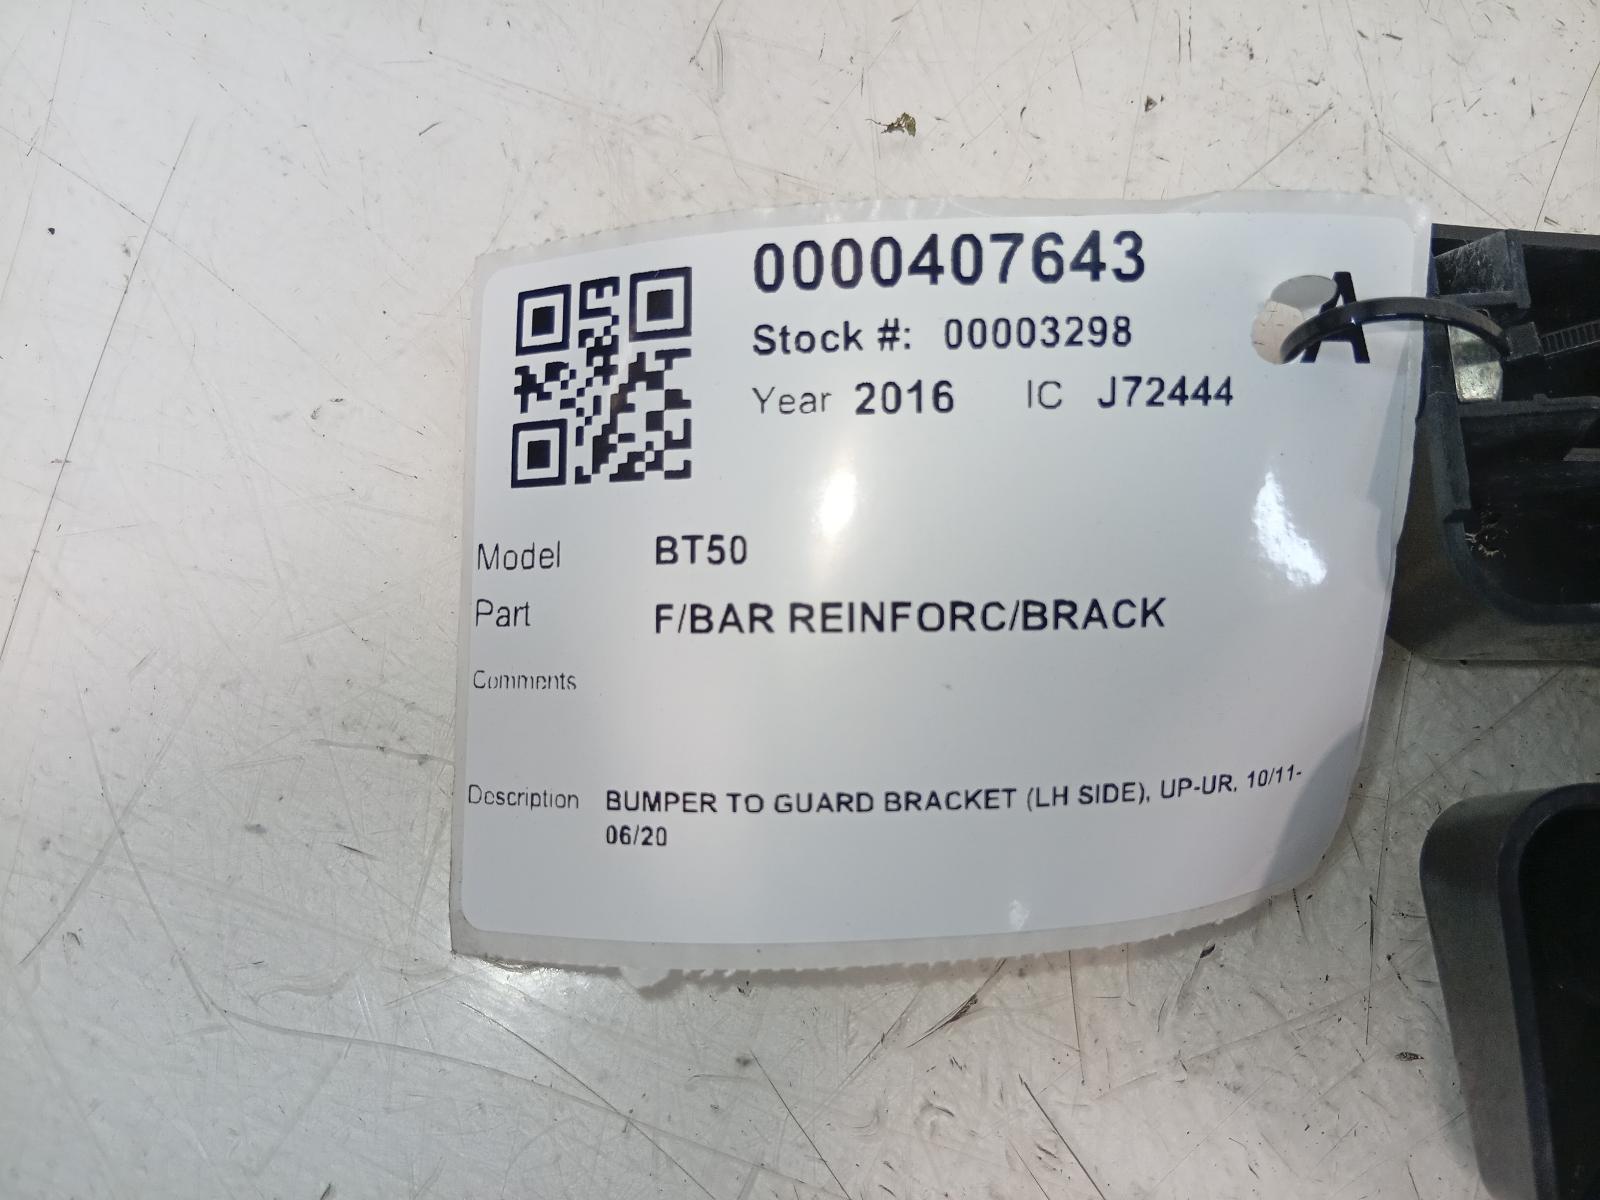 0000407643
Stock #: 00003298
A
Year 2016 IC J72444
Model BT50
Part F/BAR REINFORC/BRACK
Comments
Description BUMPER TO GUARD BRACKET (LH SIDE), UP-UR, 10/11-
06/20